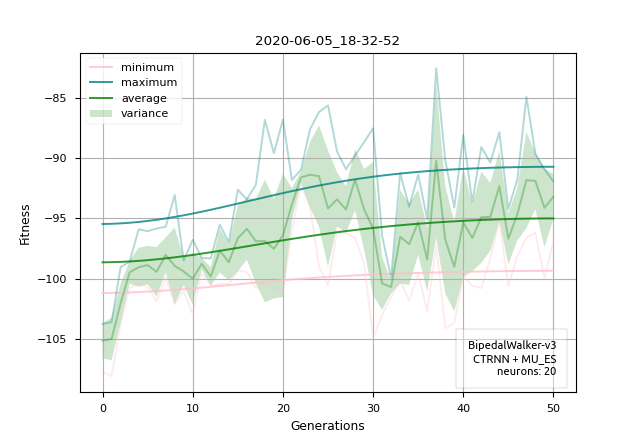 2020-06-05_18-32-52
minimum
maximum
average
variance
−85
−90
−95
−100
−105
Fitness
0
10
20
30
40
50
Generations
BipedalWalker-v3
CTRNN + MU_ES
neurons: 20